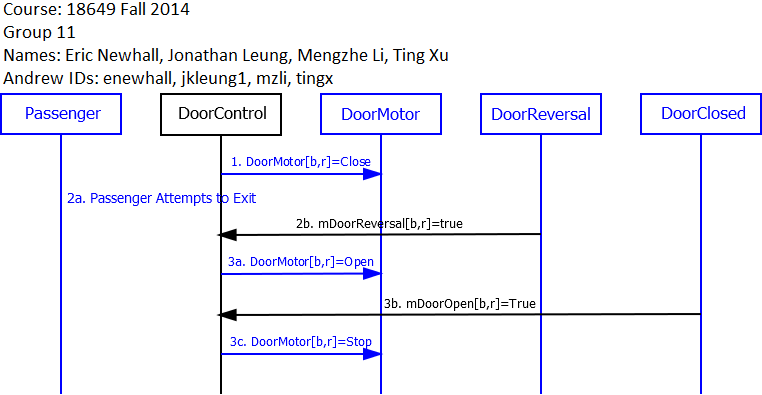 Course: 18649 Fall 2014
Group 11
Names: Eric Newhall, Jonathan Leung, Mengzhe Li, Ting Xu
Andrew IDs: enewhall, jkleung1, mzli, tingx
Passenger DoorControl DoorMotor DoorReversal DoorClosed
1. DoorMotor[b,r]=Close
2a. Passenger Attempts to Exit
2b. mDoorReversal[b,r]=true
3a. DoorMotor[b,r]=Open
3b. mDoorOpen[b,r]=True
3c. DoorMotor[b,r]=Stop